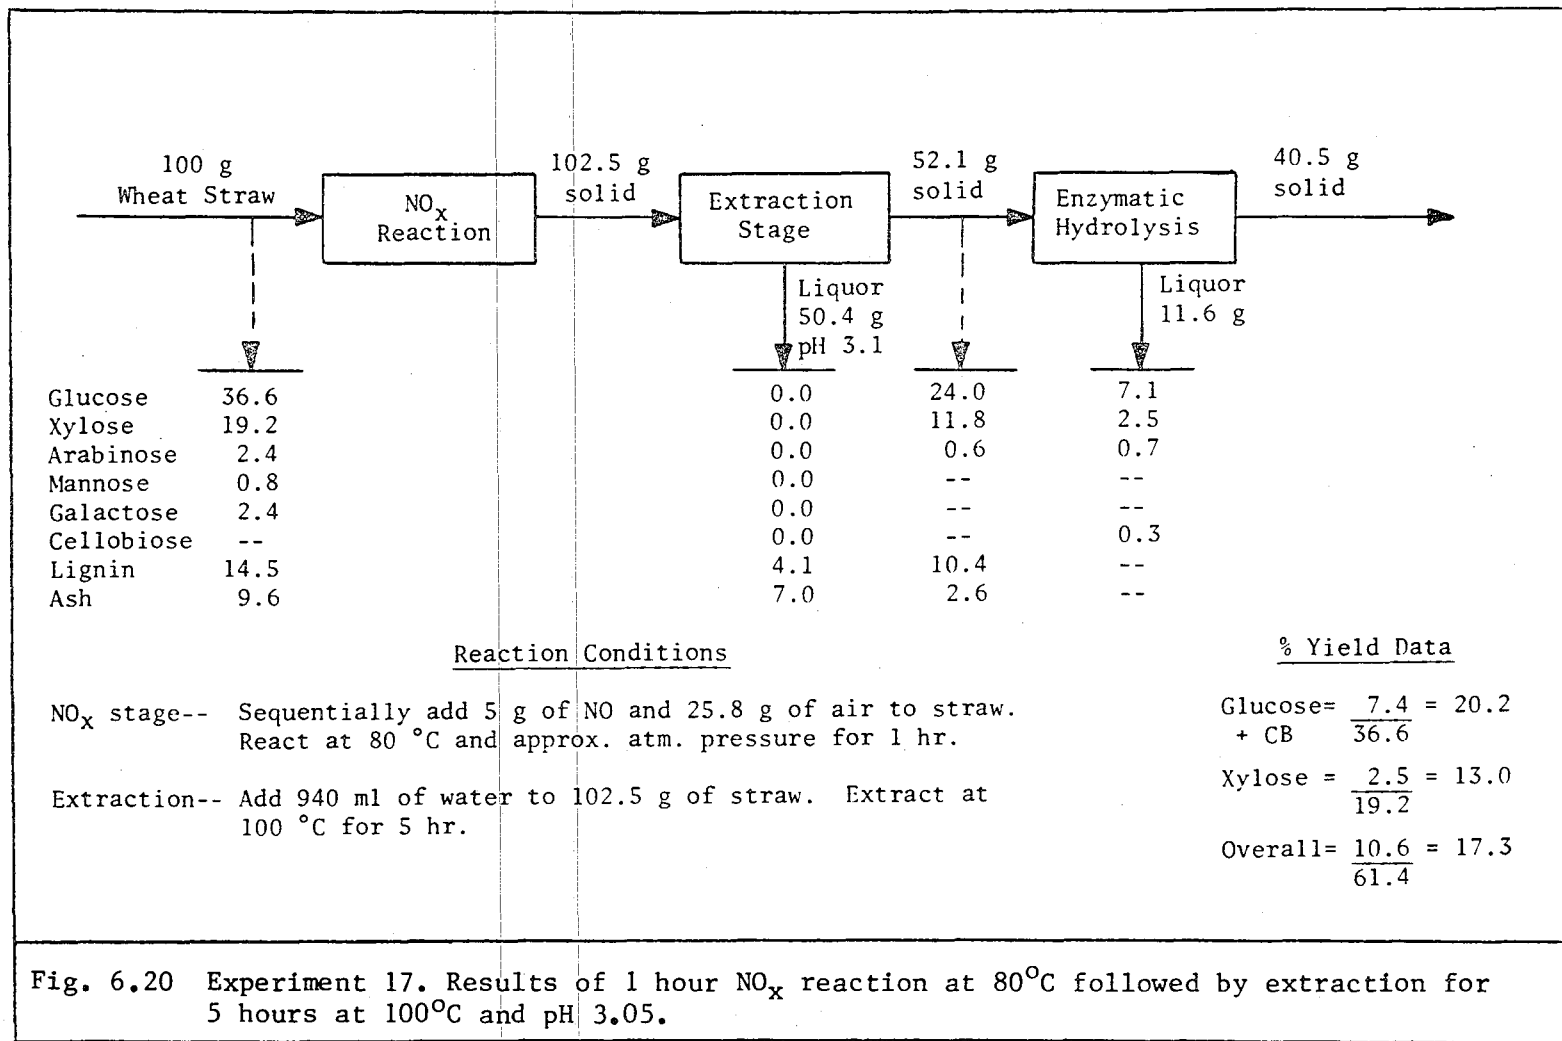 100 g
Wheat Straw
NOx
Reaction
102.5 g
solid
Extraction
Stage
52.1 g
solid
Enzymatic
Hydrolysis
40.5 g
solid
Liquor
50.4 g
pH 3.1
Liquor
11.6 g
Glucose 36.6 0.0 24.0 7.1
Xylose 19.2 0.0 11.8 2.5
Arabinose 2.4 0.0 0.6 0.7
Mannose 0.8 0.0 -- --
Galactose 2.4 0.0 -- --
Cellobiose -- 0.0 -- 0.3
Lignin 14.5 4.1 10.4 --
Ash 9.6 7.0 2.6 --
Reaction Conditions
NOx stage-- Sequentially add 5 g of NO and 25.8 g of air to straw.
React at 80 °C and approx. atm. pressure for 1 hr.
Extraction-- Add 940 ml of water to 102.5 g of straw. Extract at
100 °C for 5 hr.
% Yield Data
Glucose= 7.4 = 20.2
+ CB 36.6
Xylose = 2.5 = 13.0
19.2
Overall= 10.6 = 17.3
61.4
Fig. 6.20 Experiment 17. Results of 1 hour NOx reaction at 80°C followed by extraction for
5 hours at 100°C and pH 3.05.